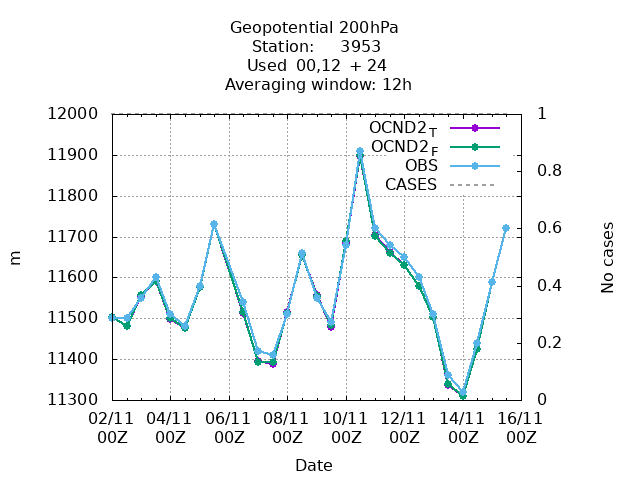 Geopotential 200hPa
Station: 3953
Used 00,12 + 24
Averaging window: 12h
12000
11900
11800
11700
11600
11500
11400
11300
m
1
0.8
0.6
0.4
0.2
0
No cases
OCND2T
OCND2F
OBS
CASES
02/11 04/11 06/11 08/11 10/11 12/11 14/11 16/11
00Z 00Z 00Z 00Z 00Z 00Z 00Z 00Z
Date